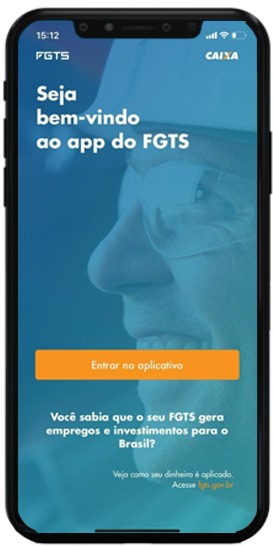 15:12
FGTS
CAIXA
Seja
bem-vindo
ao app do FGTS
Entrar no aplicativo
Você sabia que o seu FGTS gera
empregos e investimentos para o
Brasil?
Veja como seu dinheiro é aplicado.
Acesse fgts.gov.br